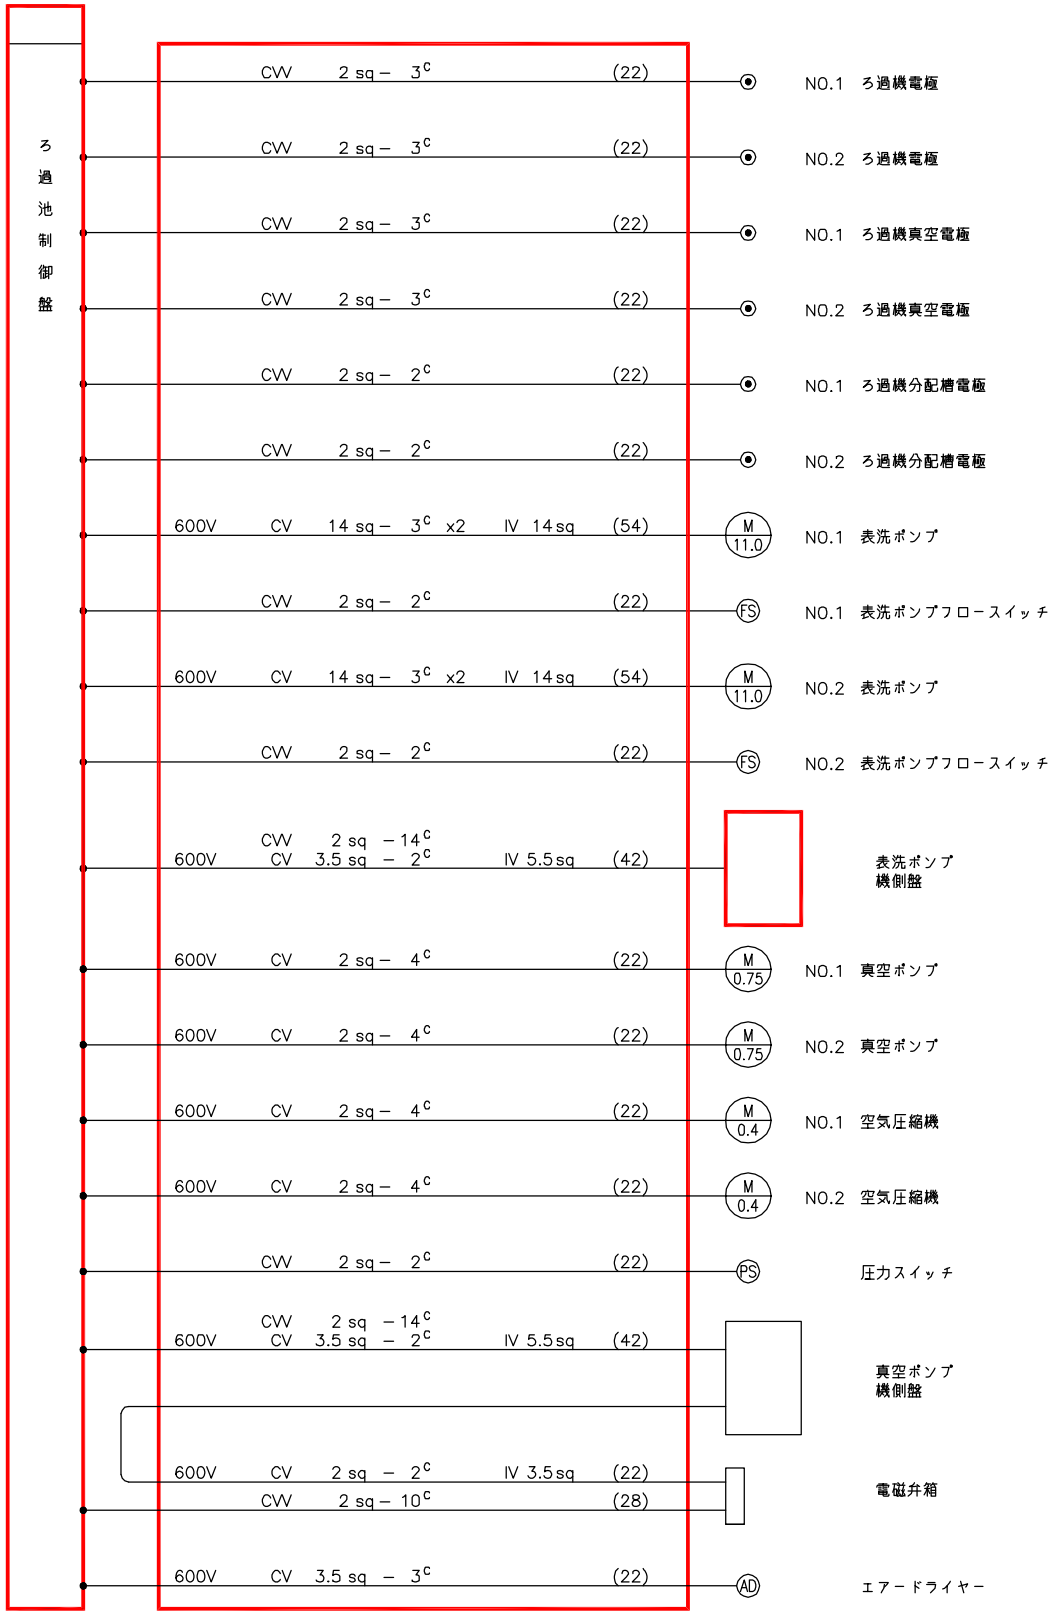 ろ過池制御盤
CVV 2 sq - 3C (22) NO.1 ろ過機電極
CVV 2 sq - 3C (22) NO.2 ろ過機電極
CVV 2 sq - 3C (22) NO.1 ろ過機真空電極
CVV 2 sq - 3C (22) NO.2 ろ過機真空電極
CVV 2 sq - 2C (22) NO.1 ろ過機分配槽電極
CVV 2 sq - 2C (22) NO.2 ろ過機分配槽電極
600V CV 14 sq - 3C x2 IV 14sq (54) M 11.0 NO.1 表洗ポンプ
CVV 2 sq - 2C (22) FS NO.1 表洗ポンプフロースイッチ
600V CV 14 sq - 3C x2 IV 14sq (54) M 11.0 NO.2 表洗ポンプ
CVV 2 sq - 2C (22) FS NO.2 表洗ポンプフロースイッチ
CVV 2 sq - 14C
600V CV 3.5 sq - 2C IV 5.5sq (42) 表洗ポンプ
機側盤
600V CV 2 sq - 4C (22) M 0.75 NO.1 真空ポンプ
600V CV 2 sq - 4C (22) M 0.75 NO.2 真空ポンプ
600V CV 2 sq - 4C (22) M 0.4 NO.1 空気圧縮機
600V CV 2 sq - 4C (22) M 0.4 NO.2 空気圧縮機
CVV 2 sq - 2C (22) PS 圧力スイッチ
CVV 2 sq - 14C
600V CV 3.5 sq - 2C IV 5.5sq (42)
真空ポンプ
機側盤
600V CV 2 sq - 2C IV 3.5sq (22)
電磁弁箱
CVV 2 sq - 10C (28)
600V CV 3.5 sq - 3C (22) AD エアードライヤー